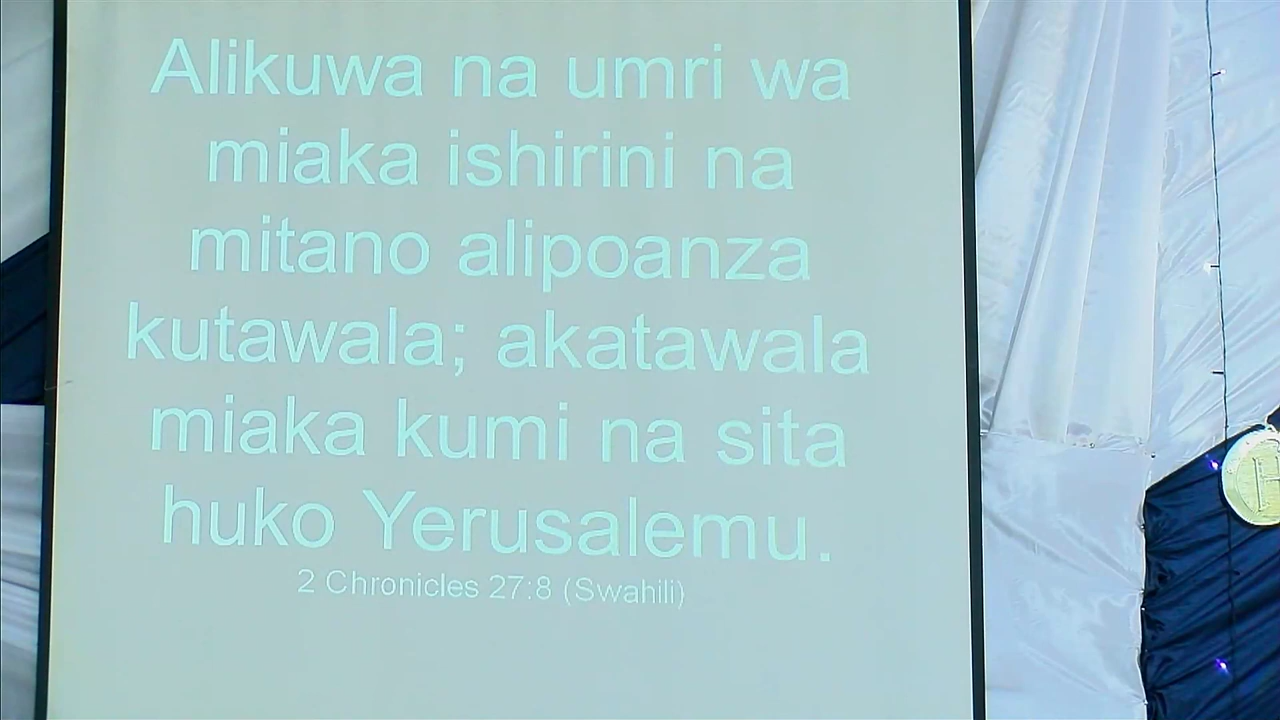 Alikuwa na umri wa
miaka ishirini na
mitano alipoanza
kutawala; akatawala
miaka kumi na sita
huko Yerusalemu.
2 Chronicles 27:8 (Swahili)